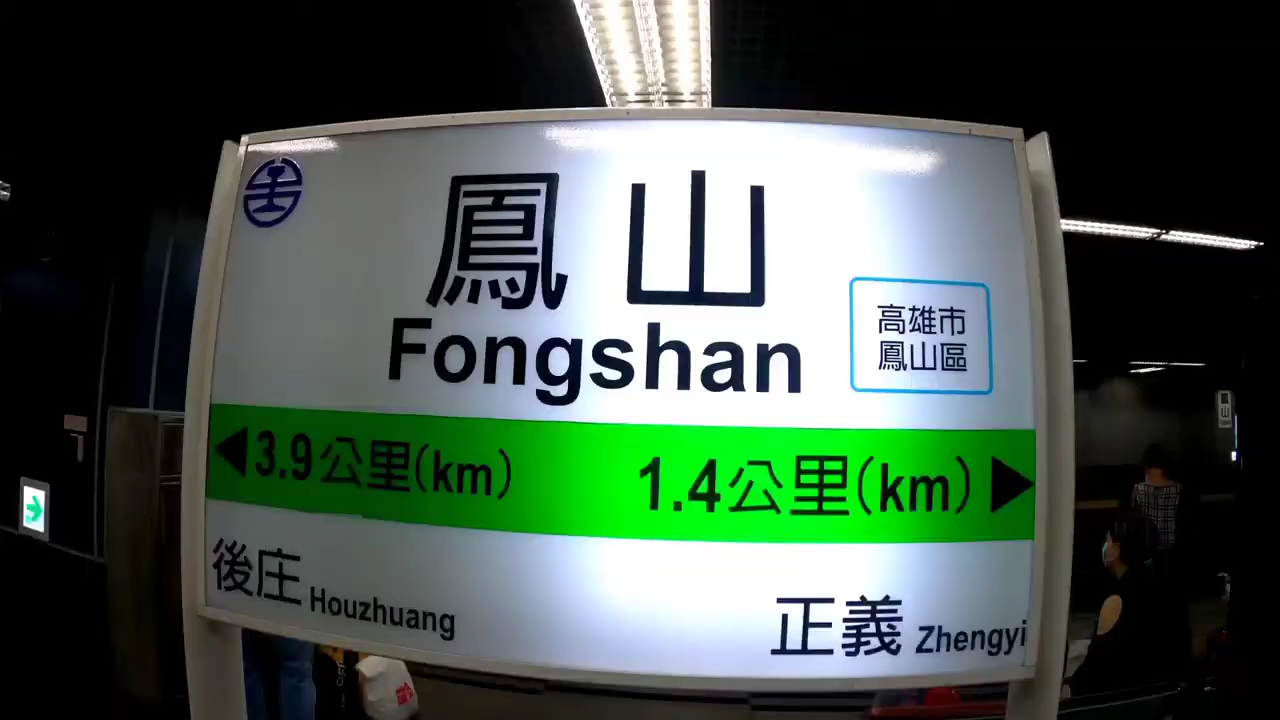 鳳山
Fongshan
高雄市
鳳山區
3.9公里(km)
1.4公里(km)
後庄 Houzhuang
正義 Zhengyi